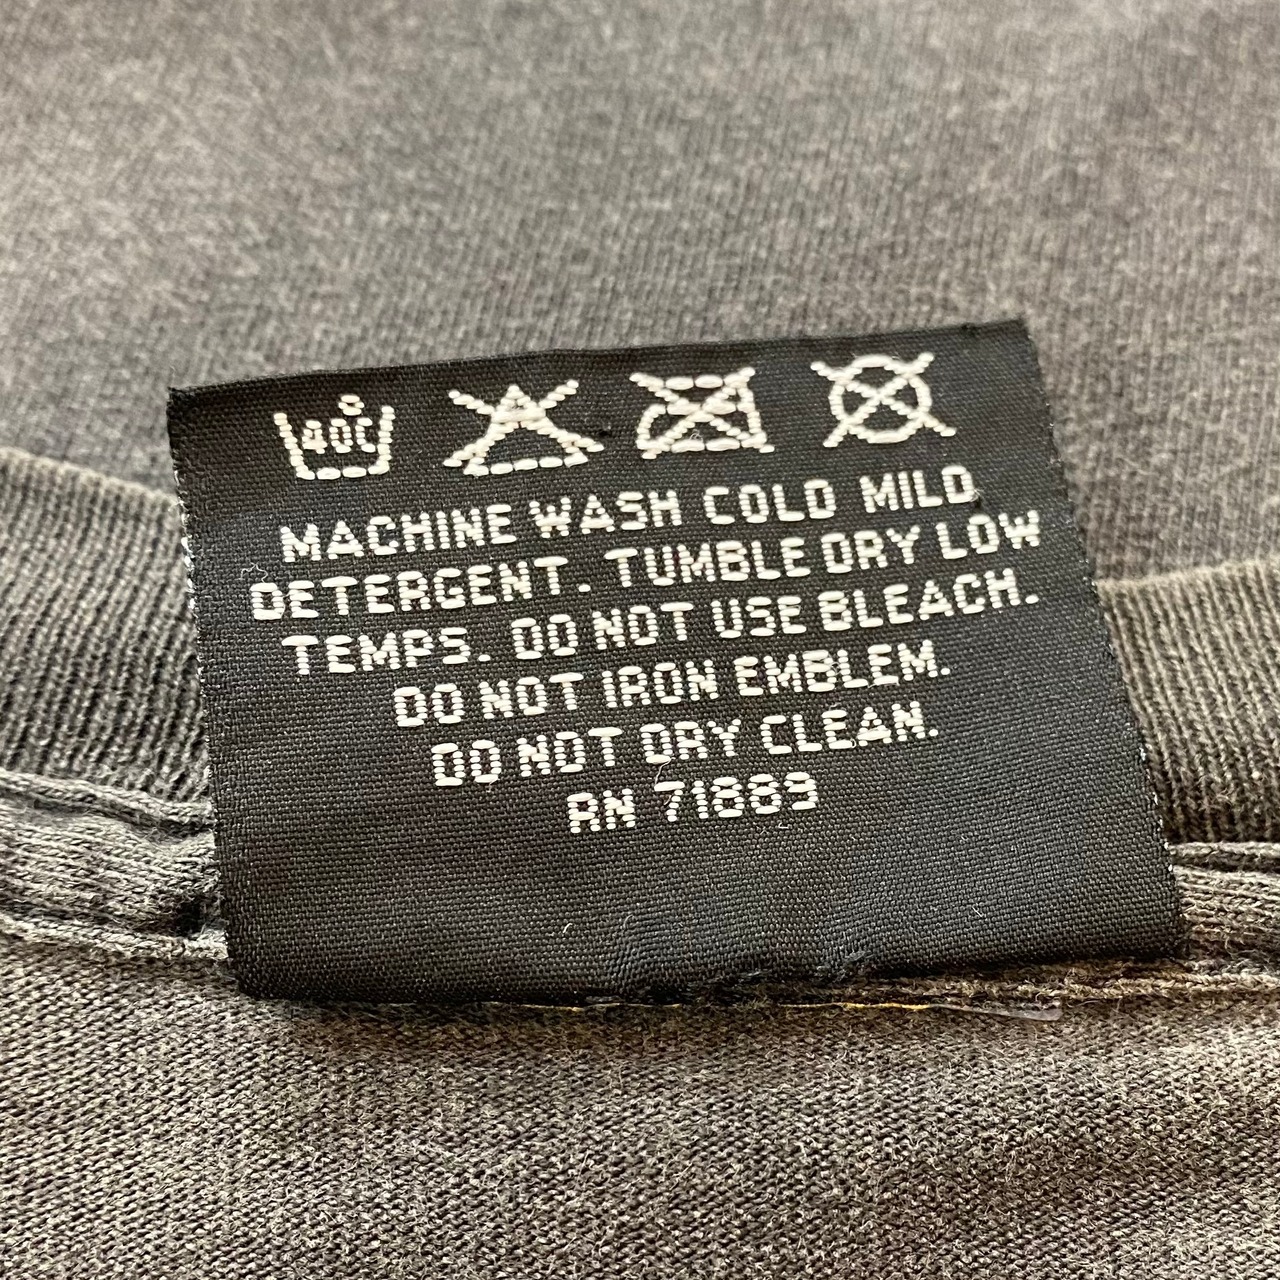 40C
MACHINE WASH COLD MILD
DETERGENT. TUMBLE DRY LOW
TEMPS. DO NOT USE BLEACH.
DO NOT IRON EMBLEM.
DO NOT DRY CLEAN.
RN 71889